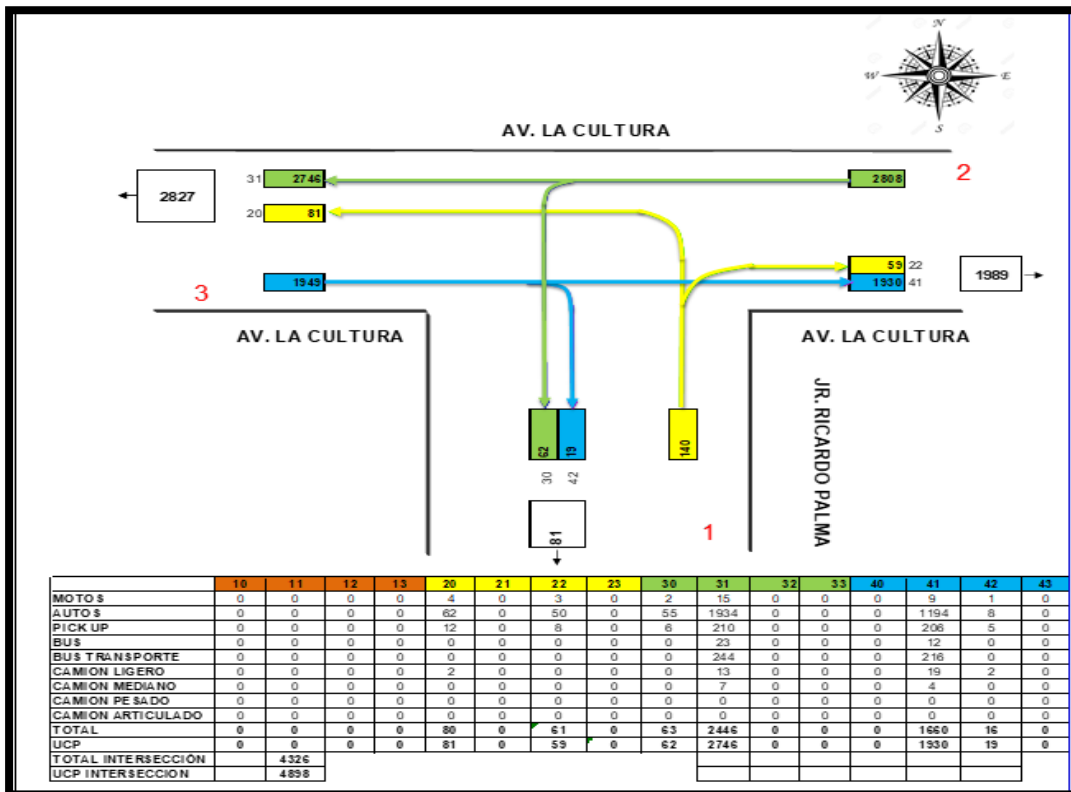 N
W E
S
AV. LA CULTURA
31 2746 2808 2
2827
20 81
59 22
1989
3 1949 1930 41
AV. LA CULTURA AV. LA CULTURA
JR. RICARDO PALMA
62 19 140
30 42
81
1
10 11 12 13 20 21 22 23 30 31 32 33 40 41 42 43
MOTOS 0 0 0 0 4 0 3 0 2 15 0 0 0 9 1 0
AUTOS 0 0 0 0 62 0 50 0 55 1934 0 0 0 1194 8 0
PICK UP 0 0 0 0 12 0 8 0 6 210 0 0 0 206 5 0
BUS 0 0 0 0 0 0 0 0 0 23 0 0 0 12 0 0
BUS TRANSPORTE 0 0 0 0 0 0 0 0 0 244 0 0 0 216 0 0
CAMION LIGERO 0 0 0 0 2 0 0 0 0 13 0 0 0 19 2 0
CAMION MEDIANO 0 0 0 0 0 0 0 0 0 7 0 0 0 4 0 0
CAMION PESADO 0 0 0 0 0 0 0 0 0 0 0 0 0 0 0 0
CAMION ARTICULADO 0 0 0 0 0 0 0 0 0 0 0 0 0 0 0 0
TOTAL 0 0 0 0 80 0 61 0 63 2446 0 0 0 1660 16 0
UCP 0 0 0 0 81 0 59 0 62 2746 0 0 0 1930 19 0
TOTAL INTERSECCIÓN 4326
UCP INTERSECCION 4898